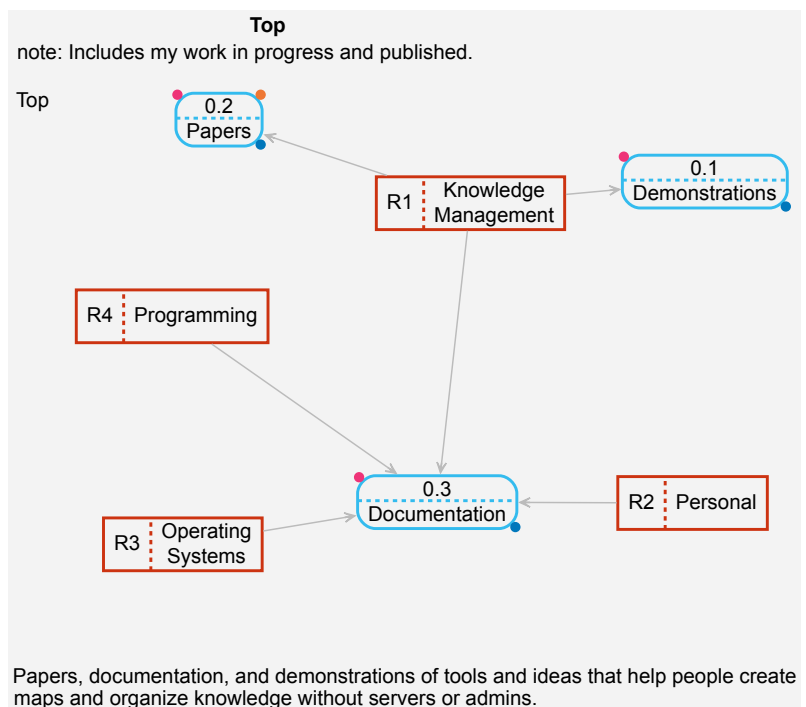 Top
note: Includes my work in progress and published.
Top
0.2
Papers
0.1
Demonstrations
R1
Knowledge
Management
R4
Programming
0.3
Documentation
R2
Personal
R3
Operating
Systems
Papers, documentation, and demonstrations of tools and ideas that help people create
maps and organize knowledge without servers or admins.